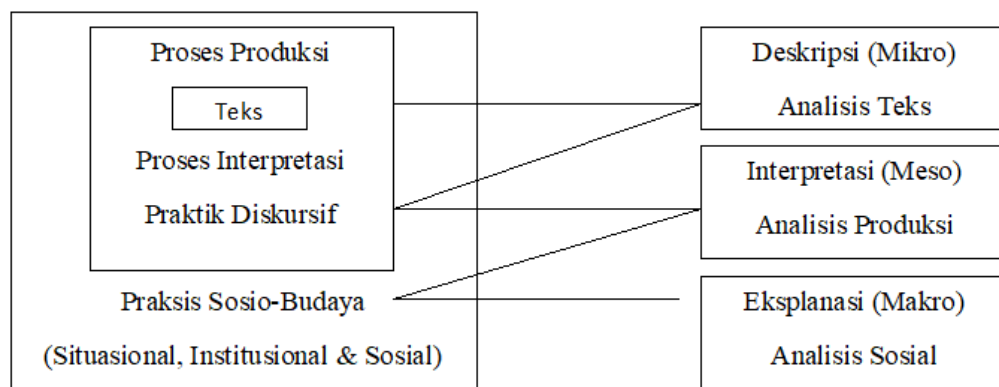 Proses Produksi
Teks
Proses Interpretasi
Praktik Diskursif
Praksis Sosio-Budaya
(Situasional, Institusional & Sosial)
Deskripsi (Mikro)
Analisis Teks
Interpretasi (Meso)
Analisis Produksi
Eksplanasi (Makro)
Analisis Sosial